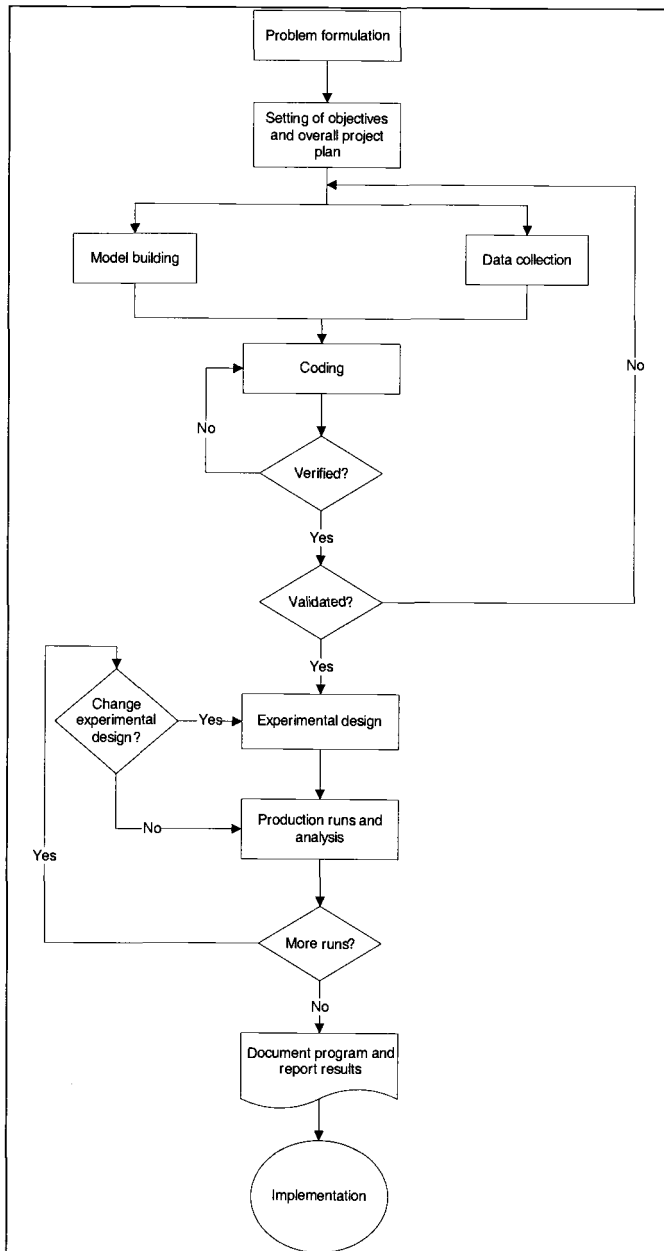 Problem formulation
Setting of objectives
and overall project
plan
Model building
Data collection
Coding
No
No
Verified?
Yes
Validated?
Yes
Change
experimental
design?
Yes
Experimental design
No
Production runs and
analysis
Yes
More runs?
No
Document program and
report results
Implementation